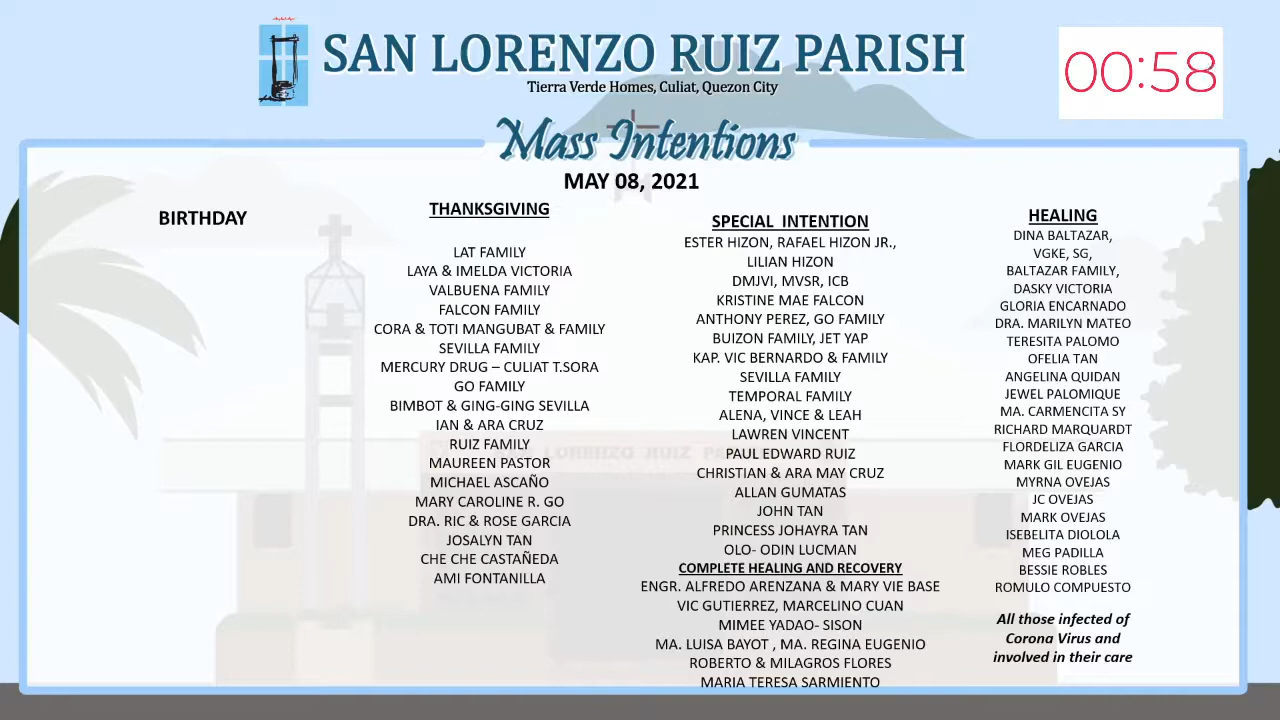 SAN LORENZO RUIZ PARISH
Tierra Verde Homes, Culiat, Quezon City
00:58
Mass Intentions
MAY 08, 2021
BIRTHDAY
THANKSGIVING
LAT FAMILY
LAYA & IMELDA VICTORIA
VALBUENA FAMILY
FALCON FAMILY
CORA & TOTI MANGUBAT & FAMILY
SEVILLA FAMILY
MERCURY DRUG – CULIAT T.SORA
GO FAMILY
BIMBOT & GING-GING SEVILLA
IAN & ARA CRUZ
RUIZ FAMILY
MAUREEN PASTOR
MICHAEL ASCAÑO
MARY CAROLINE R. GO
DRA. RIC & ROSE GARCIA
JOSALYN TAN
CHE CHE CASTAÑEDA
AMI FONTANILLA
SPECIAL INTENTION
ESTER HIZON, RAFAEL HIZON JR.,
LILIAN HIZON
DMJVI, MVSR, ICB
KRISTINE MAE FALCON
ANTHONY PEREZ, GO FAMILY
BUIZON FAMILY, JET YAP
KAP. VIC BERNARDO & FAMILY
SEVILLA FAMILY
TEMPORAL FAMILY
ALENA, VINCE & LEAH
LAWREN VINCENT
PAUL EDWARD RUIZ
CHRISTIAN & ARA MAY CRUZ
ALLAN GUMATAS
JOHN TAN
PRINCESS JOHAYRA TAN
OLO- ODIN LUCMAN
COMPLETE HEALING AND RECOVERY
ENGR. ALFREDO ARENZANA & MARY VIE BASE
VIC GUTIERREZ, MARCELINO CUAN
MIMEE YADAO- SISON
MA. LUISA BAYOT , MA. REGINA EUGENIO
ROBERTO & MILAGROS FLORES
MARIA TERESA SARMIENTO
HEALING
DINA BALTAZAR,
VGKE, SG,
BALTAZAR FAMILY,
DASKY VICTORIA
GLORIA ENCARNADO
DRA. MARILYN MATEO
TERESITA PALOMO
OFELIA TAN
ANGELINA QUIDAN
JEWEL PALOMIQUE
MA. CARMENCITA SY
RICHARD MARQUARDT
FLORDELIZA GARCIA
MARK GIL EUGENIO
MYRNA OVEJAS
JC OVEJAS
MARK OVEJAS
ISEBELITA DIOLOLA
MEG PADILLA
BESSIE ROBLES
ROMULO COMPUESTO
All those infected of
Corona Virus and
involved in their care